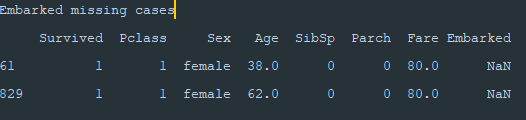 Embarked missing cases
Survived Pclass Sex Age SibSp Parch Fare Embarked
61 1 1 female 38.0 0 0 80.0 NaN
829 1 1 female 62.0 0 0 80.0 NaN